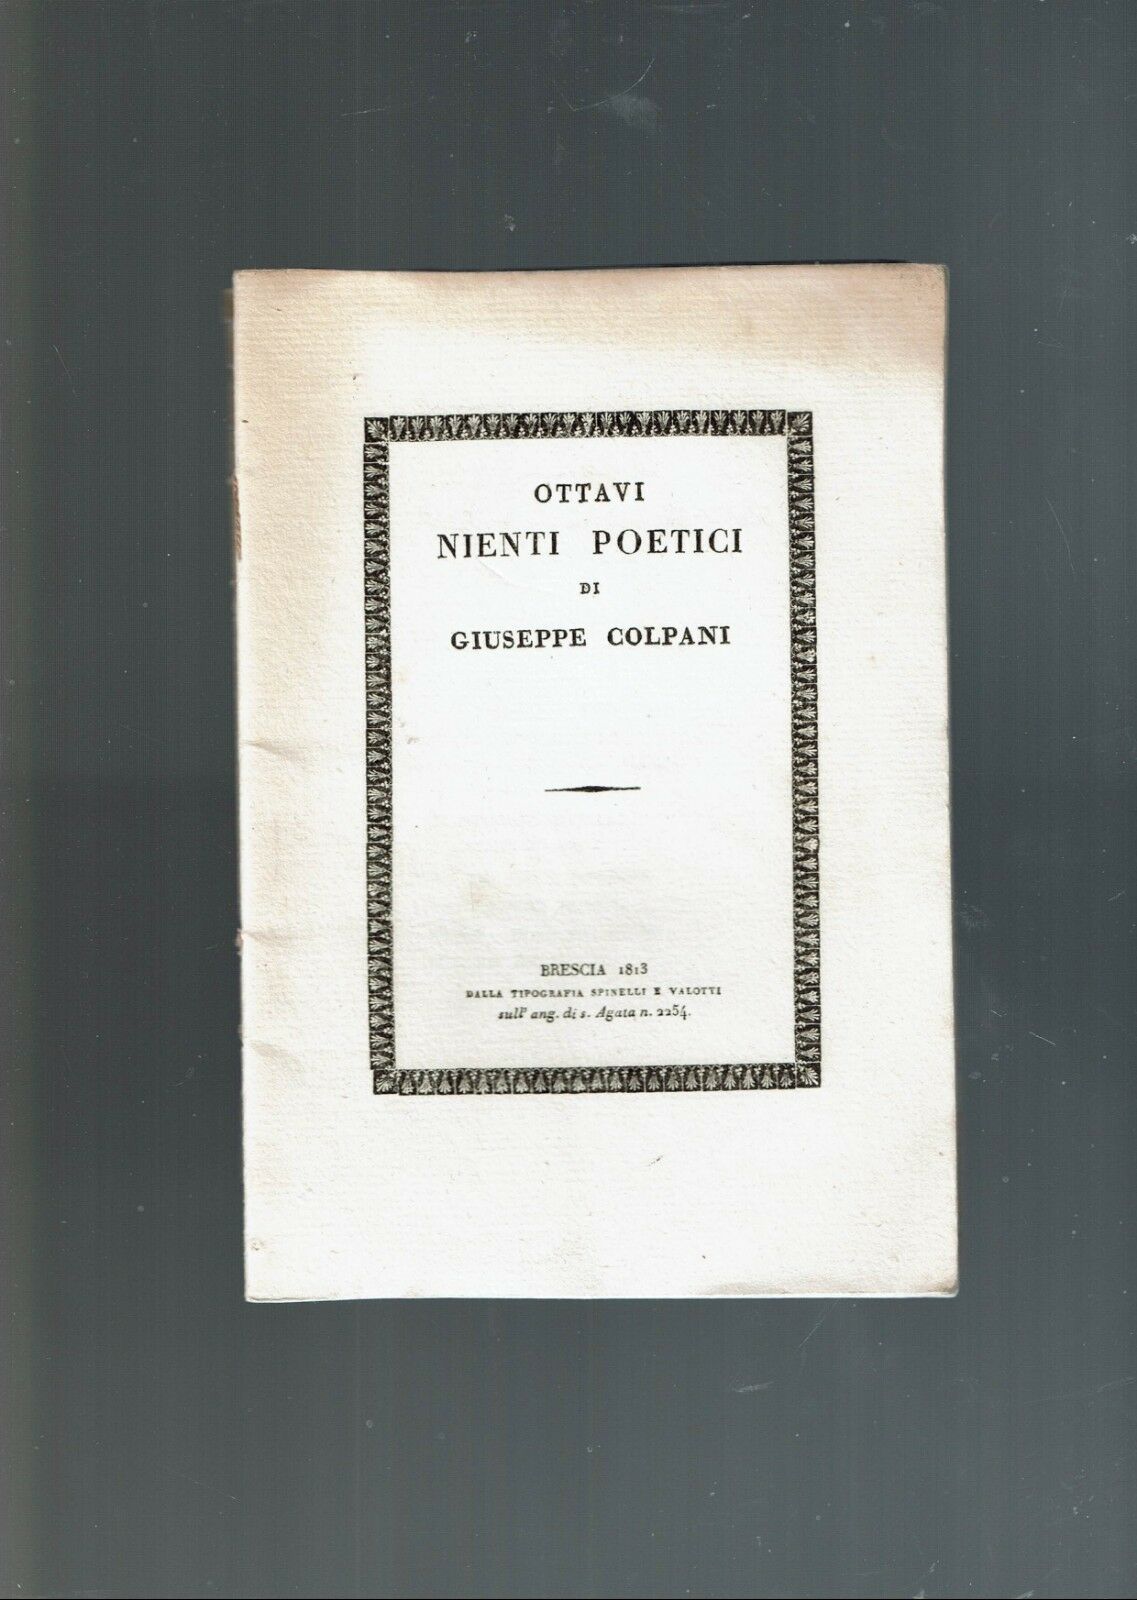 OTTAVI
NIENTI POETICI
DI
GIUSEPPE COLPANI
BRESCIA 1813
DALLA TIPOGRAFIA SPINELLI E VALOTTI
sull' ang. di s. Agata n. 2254.